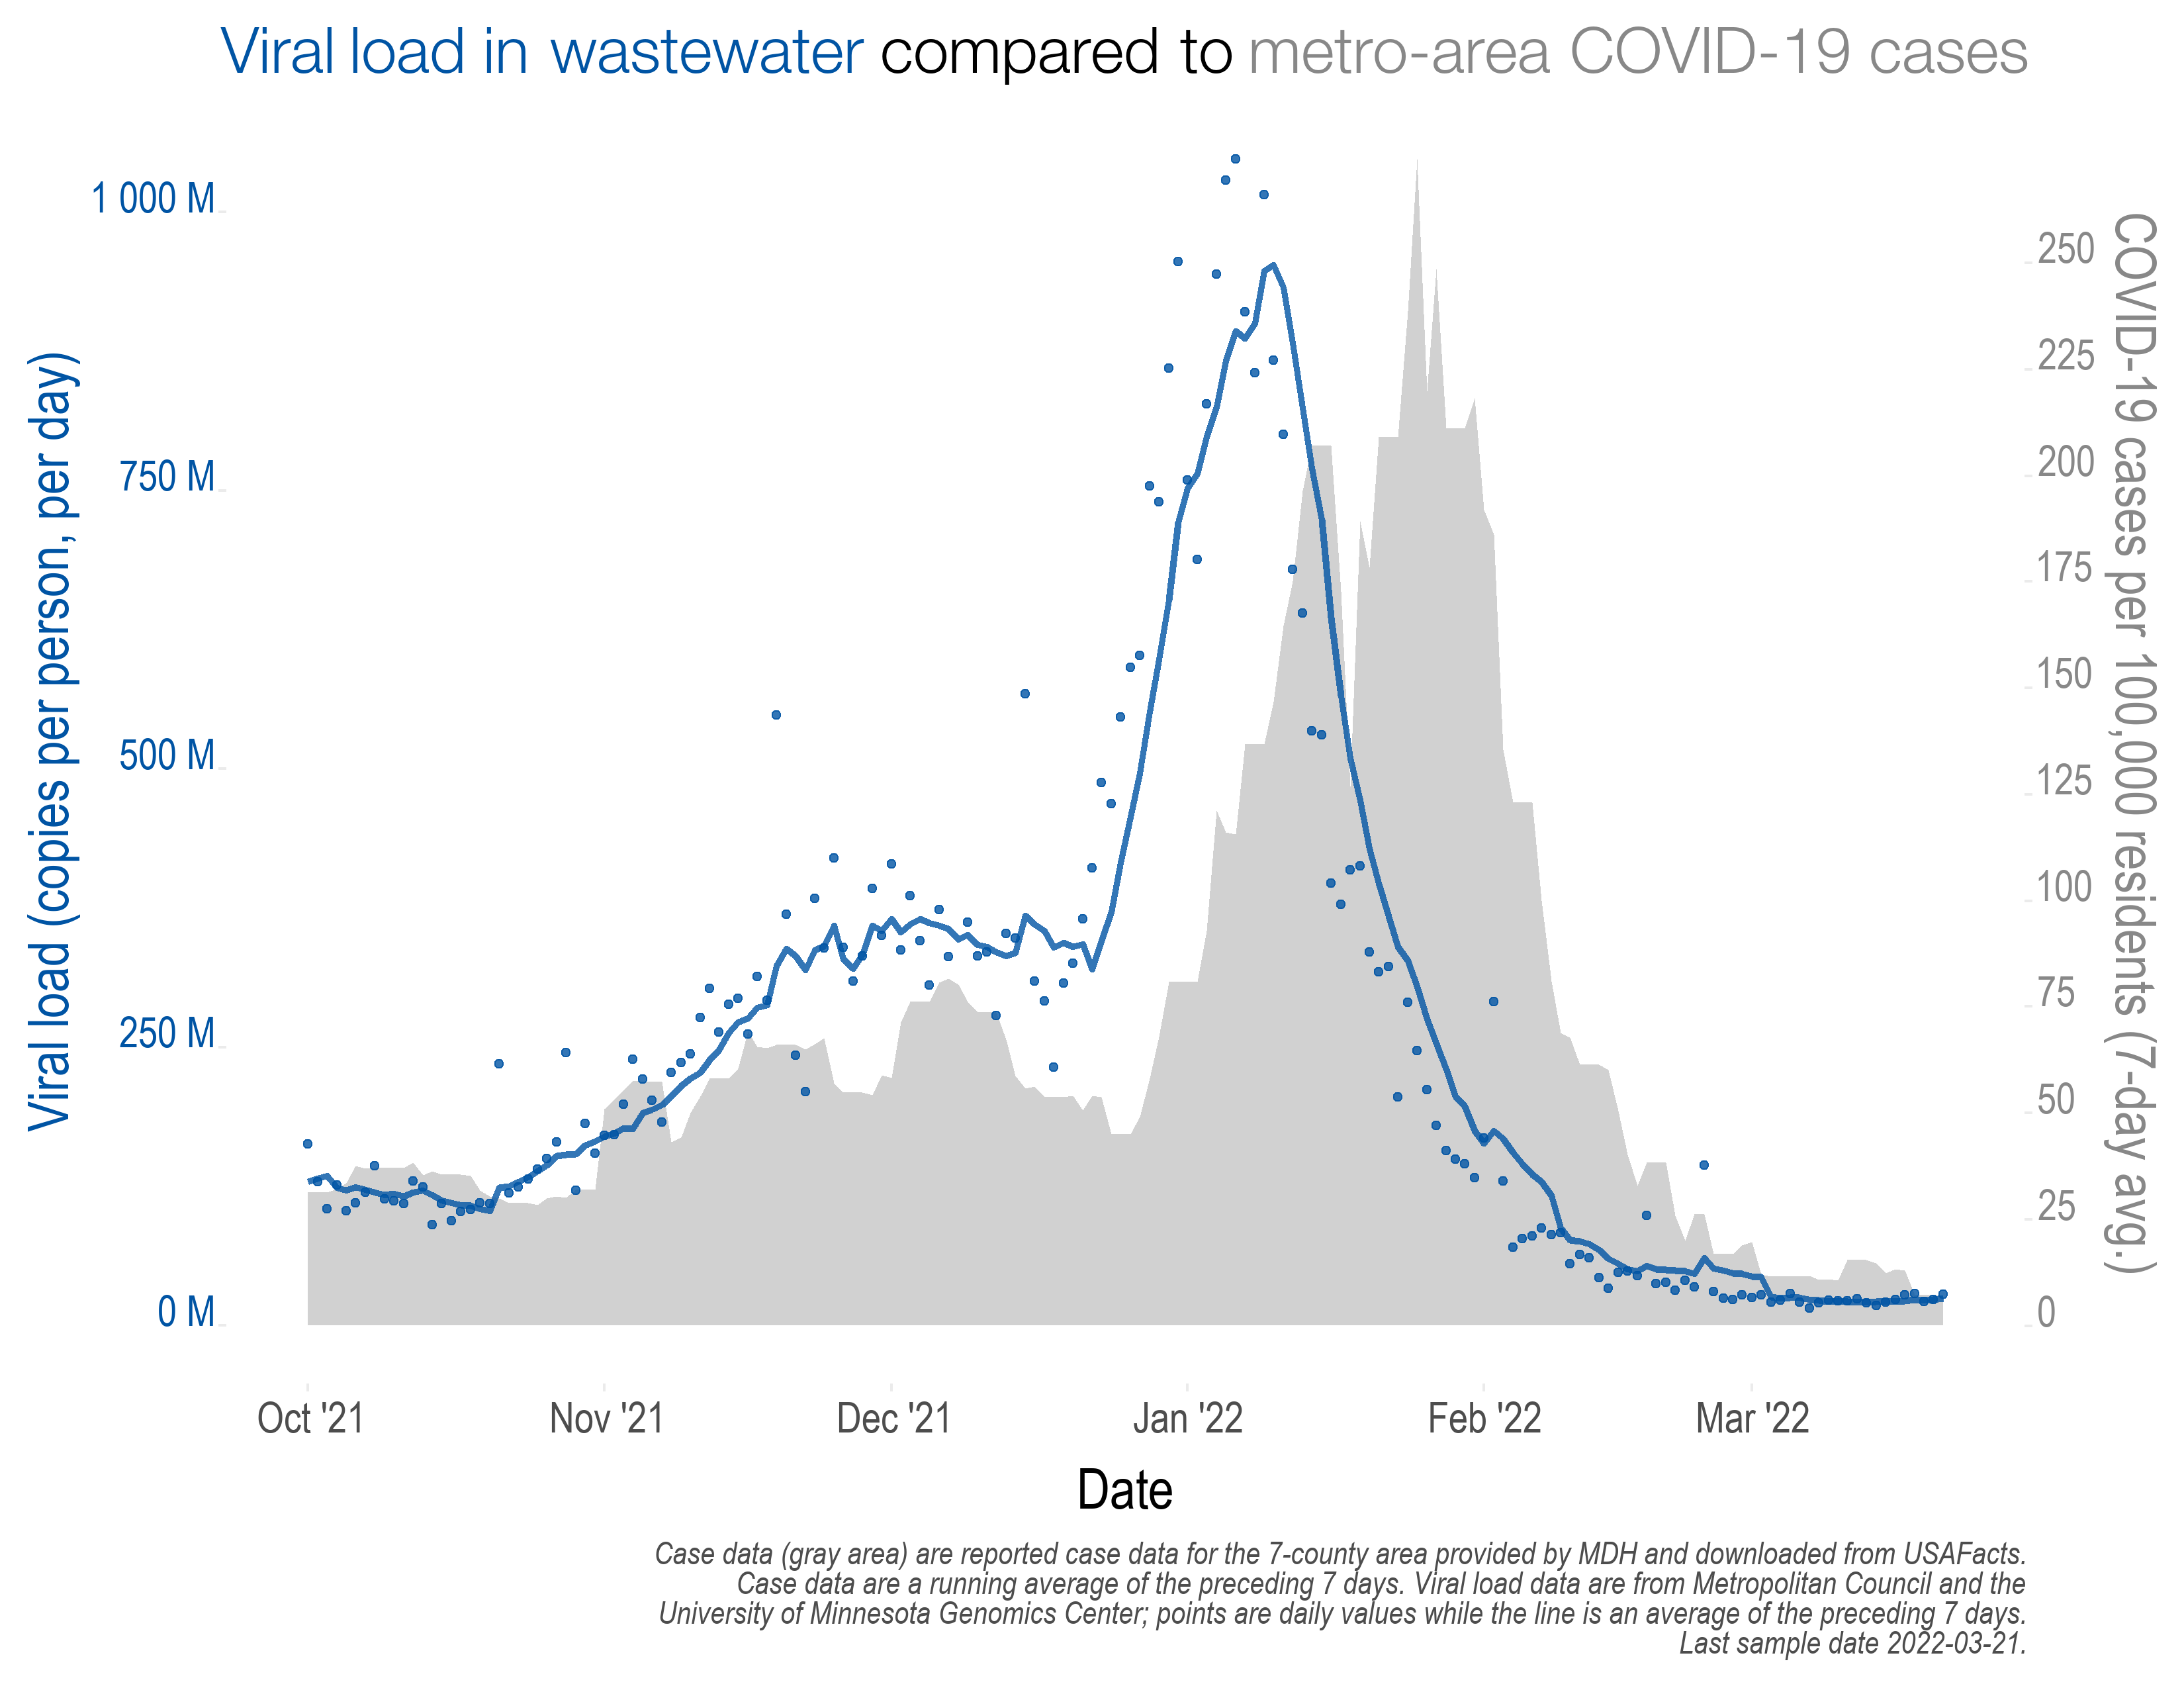 Viral load in wastewater compared to metro-area COVID-19 cases
Viral load (copies per person, per day)
1 000 M
750 M
500 M
250 M
0 M
250
225
200
175
150
125
100
75
50
25
0
COVID-19 cases per 100,000 residents (7-day avg.)
Oct '21
Nov '21
Dec '21
Jan '22
Feb '22
Mar '22
Date
Case data (gray area) are reported case data for the 7-county area provided by MDH and downloaded from USAFacts.
Case data are a running average of the preceding 7 days. Viral load data are from Metropolitan Council and the
University of Minnesota Genomics Center; points are daily values while the line is an average of the preceding 7 days.
Last sample date 2022-03-21.